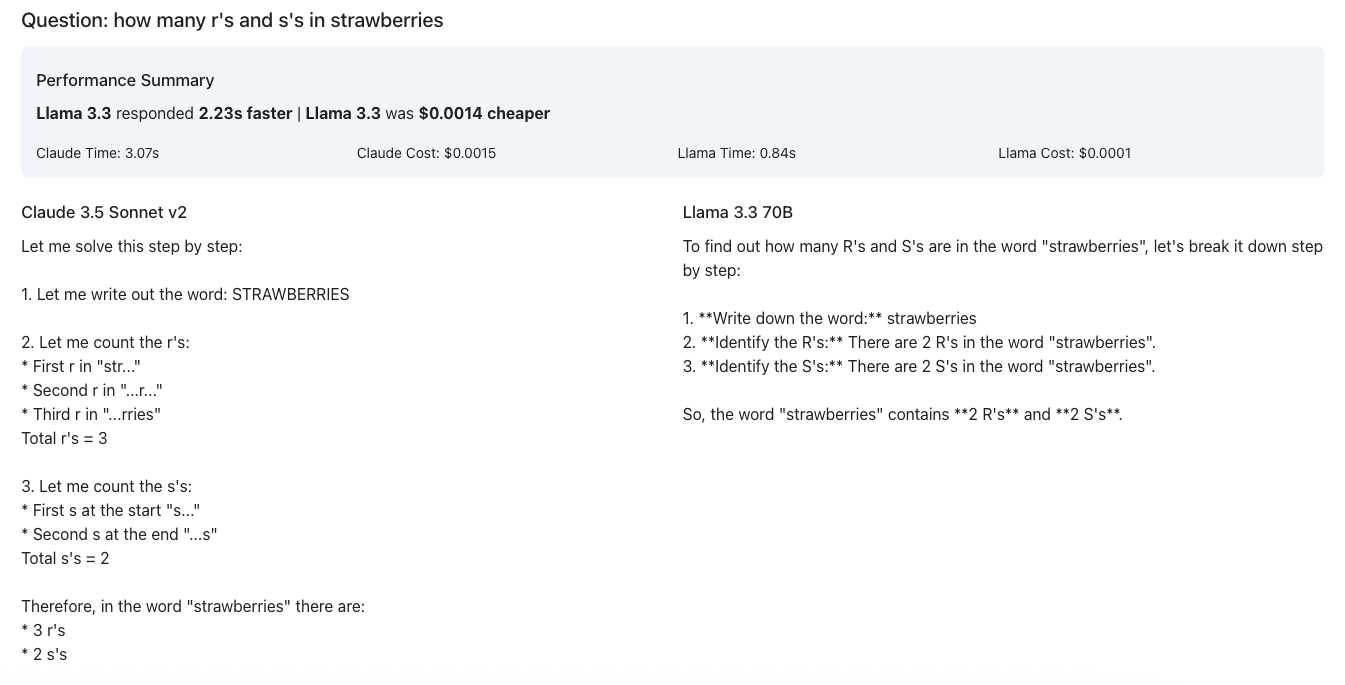 Question: how many r's and s's in strawberries
Performance Summary
Llama 3.3 responded 2.23s faster | Llama 3.3 was $0.0014 cheaper
Claude Time: 3.07s
Claude Cost: $0.0015
Llama Time: 0.84s
Llama Cost: $0.0001
Claude 3.5 Sonnet v2
Let me solve this step by step:
1. Let me write out the word: STRAWBERRIES
2. Let me count the r's:
* First r in "str..."
* Second r in "...r..."
* Third r in "...rries"
Total r's = 3
3. Let me count the s's:
* First s at the start "s..."
* Second s at the end "...s"
Total s's = 2
Therefore, in the word "strawberries" there are:
* 3 r's
* 2 s's
Llama 3.3 70B
To find out how many R's and S's are in the word "strawberries", let's break it down step
by step:
1. **Write down the word:** strawberries
2. **Identify the R's:** There are 2 R's in the word "strawberries".
3. **Identify the S's:** There are 2 S's in the word "strawberries".
So, the word "strawberries" contains **2 R's** and **2 S's**.